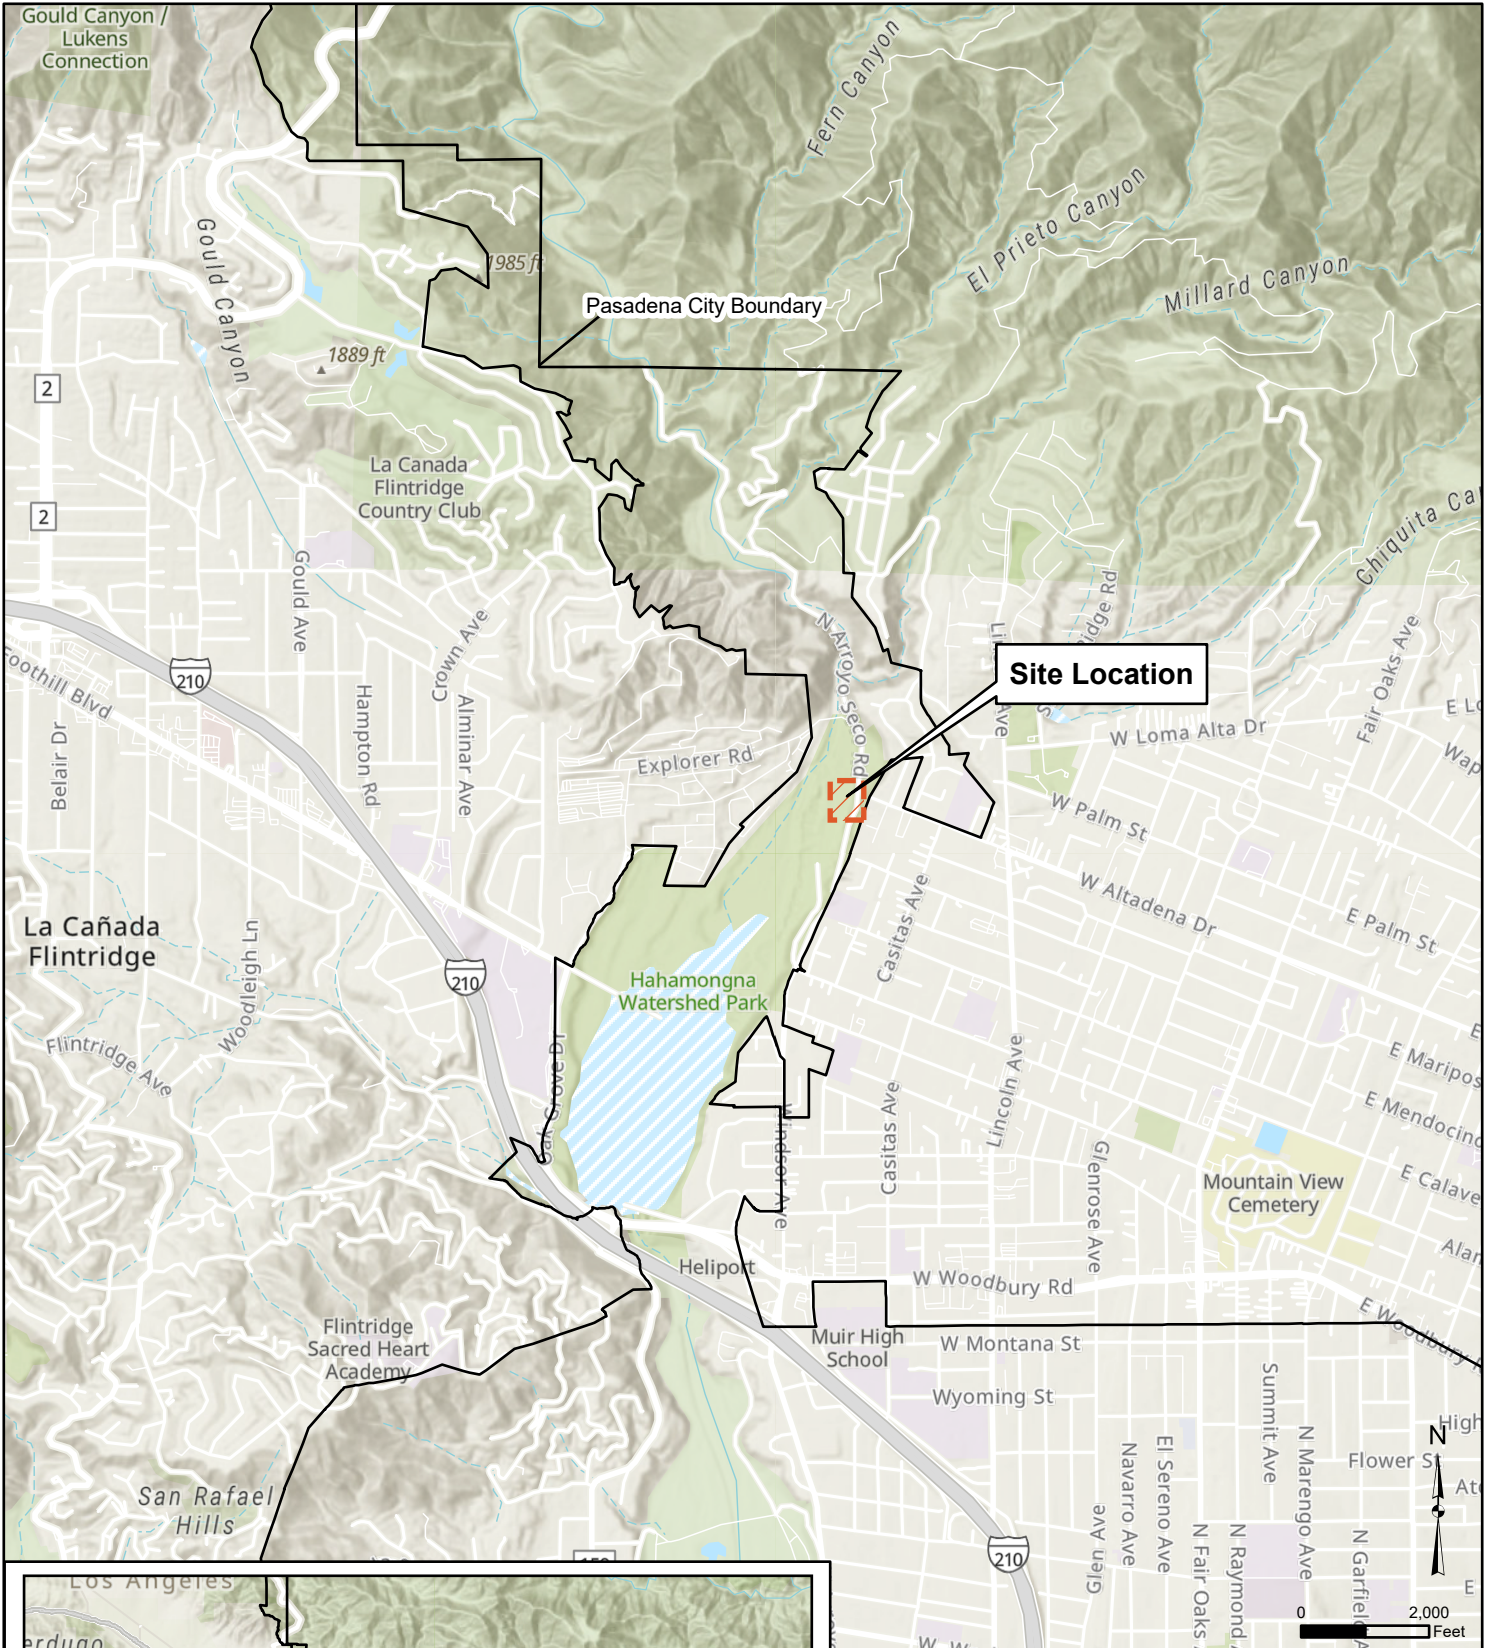 Gould Canyon /
Lukens
Connection
Fern Canyon
El Prieto Canyon
Millard Canyon
Gould Canyon
1985 ft
Pasadena City Boundary
1889 ft
2
La Canada
Flintridge
Country Club
2
Chiquita
Gould Ave
Crown Ave
N Arroyo Seco Rd
Fair Oaks Ave
Site Location
210
Foothill Blvd
Hampton Rd
Alminar Ave
Belair Dr
Explorer Rd
Ave
W Loma Alta Dr
W Palm St
W Altadena Dr
E Palm St
Casitas Ave
La Cañada
Flintridge
Woodleigh Ln
210
Hahamongna
Watershed Park
Flintridge Ave
Oak Grove Dr
Lincoln Ave
Casitas Ave
Windsor Ave
Glenrose Ave
Mountain View
Cemetery
Heliport
W Woodbury Rd
E Woodbury
Flintridge
Sacred Heart
Academy
Muir High
School
W Montana St
Wyoming St
Summit Ave
N Marengo Ave
Flower St
N
San Rafael
Hills
Navarro Ave
El Sereno Ave
Glen Ave
N Fair Oaks
N Raymond
210
0 2,000
Feet
Los Angeles